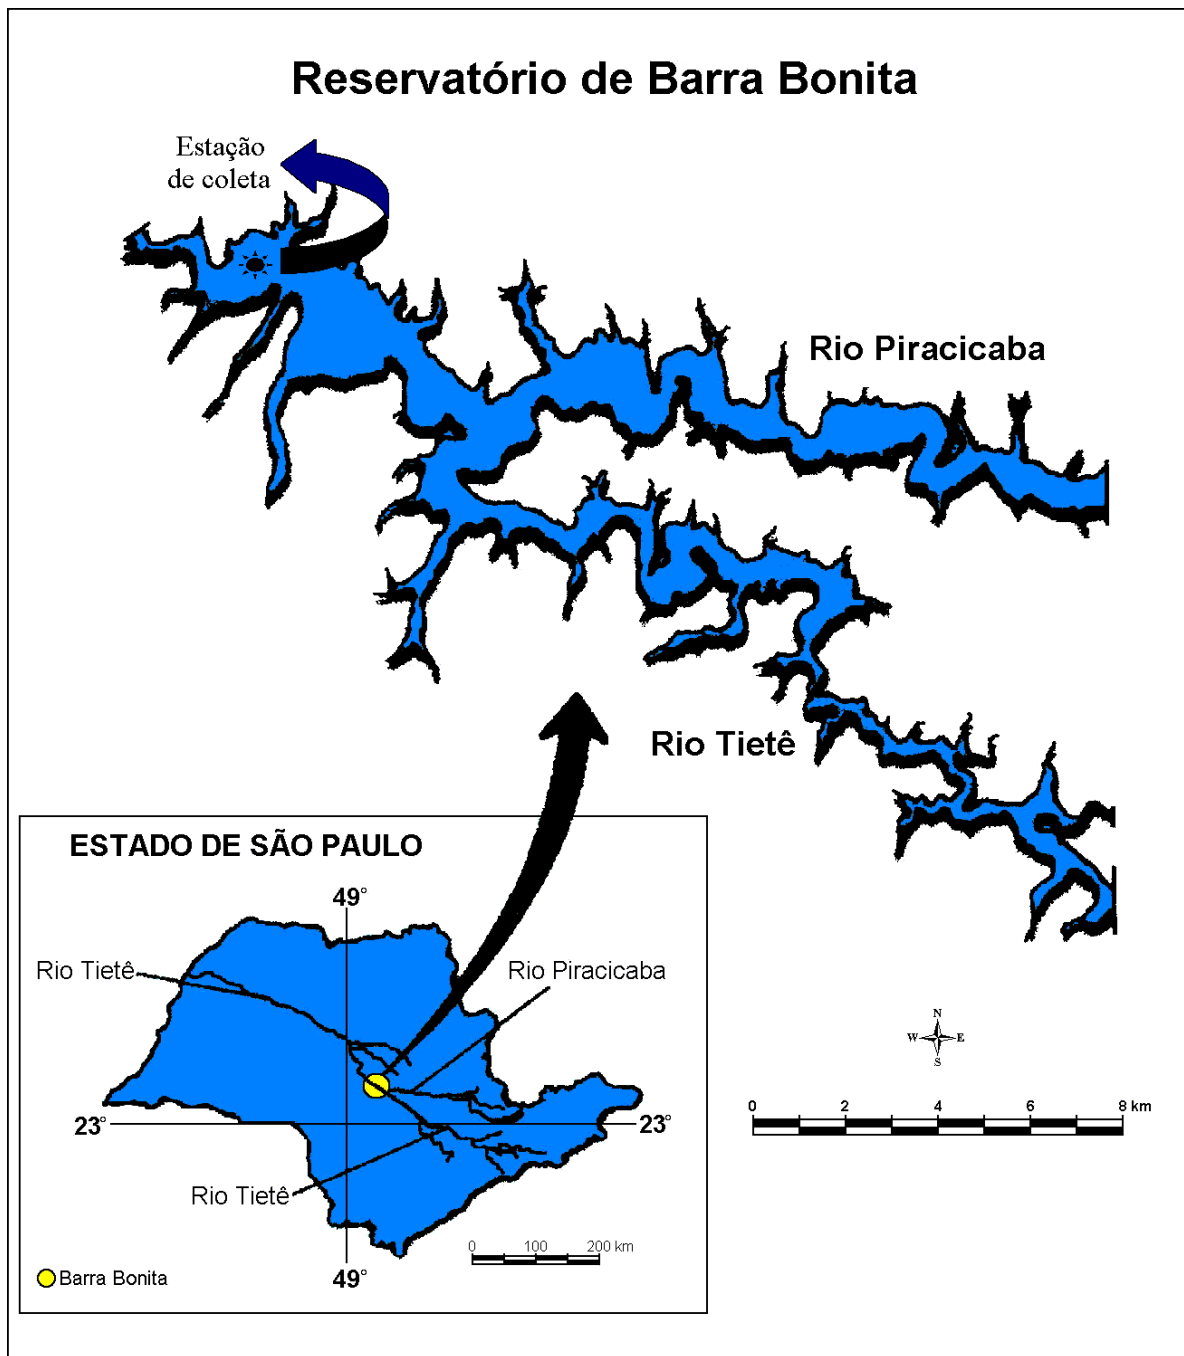 Reservatório de Barra Bonita
Estação
de coleta
Rio Piracicaba
Rio Tietê
ESTADO DE SÃO PAULO
49°
Rio Tietê
Rio Piracicaba
23°
23°
Rio Tietê
49°
0 100 200 km
Barra Bonita
N
W E
S
0 2 4 6 8 km